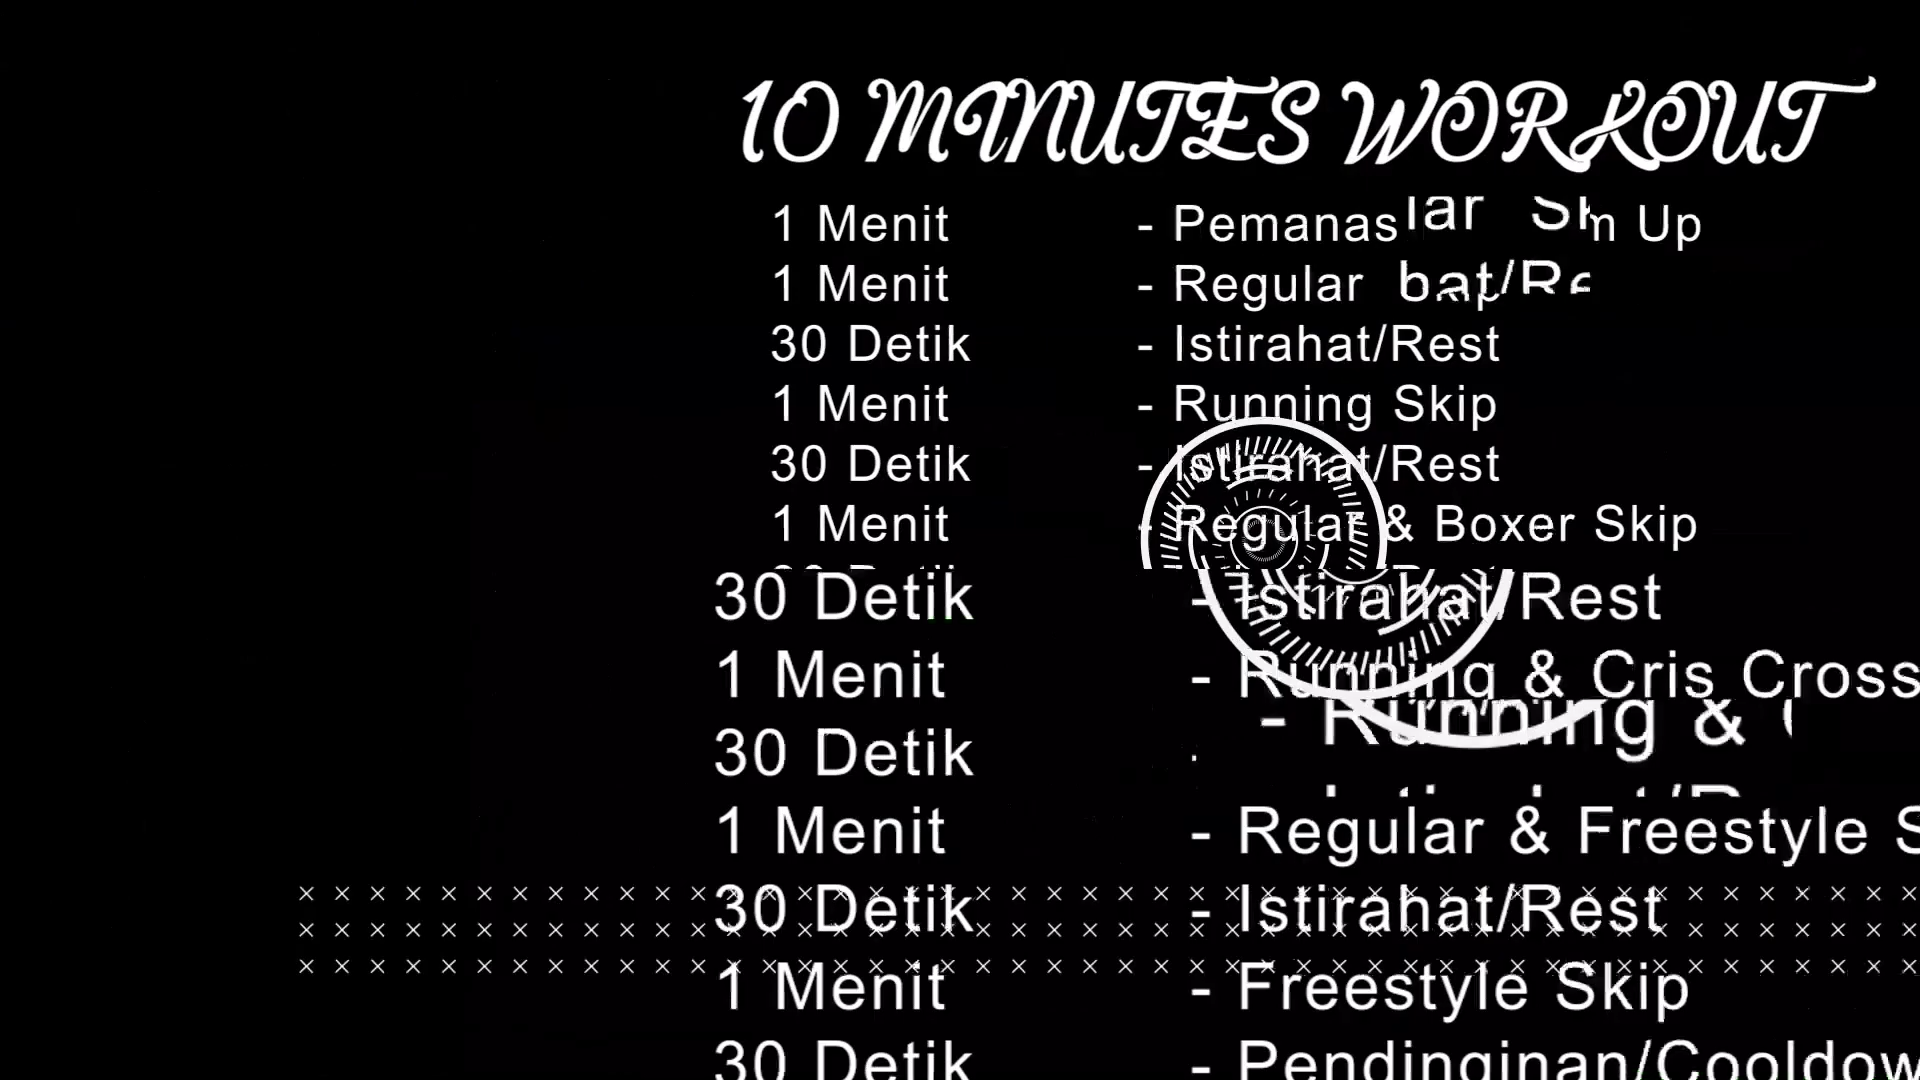 10 MINUTES WORKOUT
1 Menit - Pemanas Up
1 Menit - Regular
30 Detik - Istirahat/Rest
1 Menit - Running Skip
30 Detik - Istirahat/Rest
1 Menit - Regular & Boxer Skip
30 Detik - Istirahat/Rest
1 Menit - Running & Cris Cross
- Running &
30 Detik
1 Menit - Regular & Freestyle
30 Detik - Istirahat/Rest
1 Menit - Freestyle Skip
30 Detik - Pendinginan/Cooldow